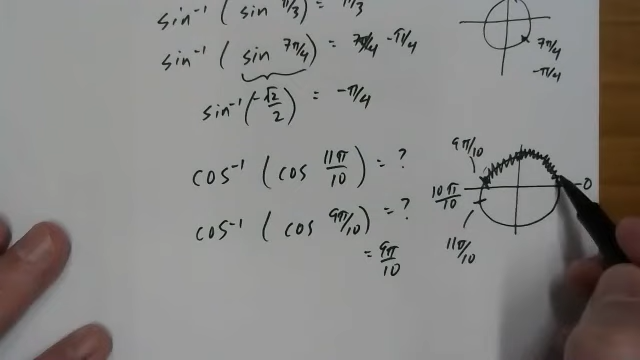 sin⁻¹ ( sin π/3 ) = π/3
sin⁻¹ ( sin 7π/4 ) = -π/4
sin⁻¹ ( -√2/2 ) = -π/4
7π/4
-π/4
cos⁻¹ ( cos 11π/10 ) = ?
cos⁻¹ ( cos 9π/10 ) = ?
= 9π/10
9π/10
10π/10
0
11π/10